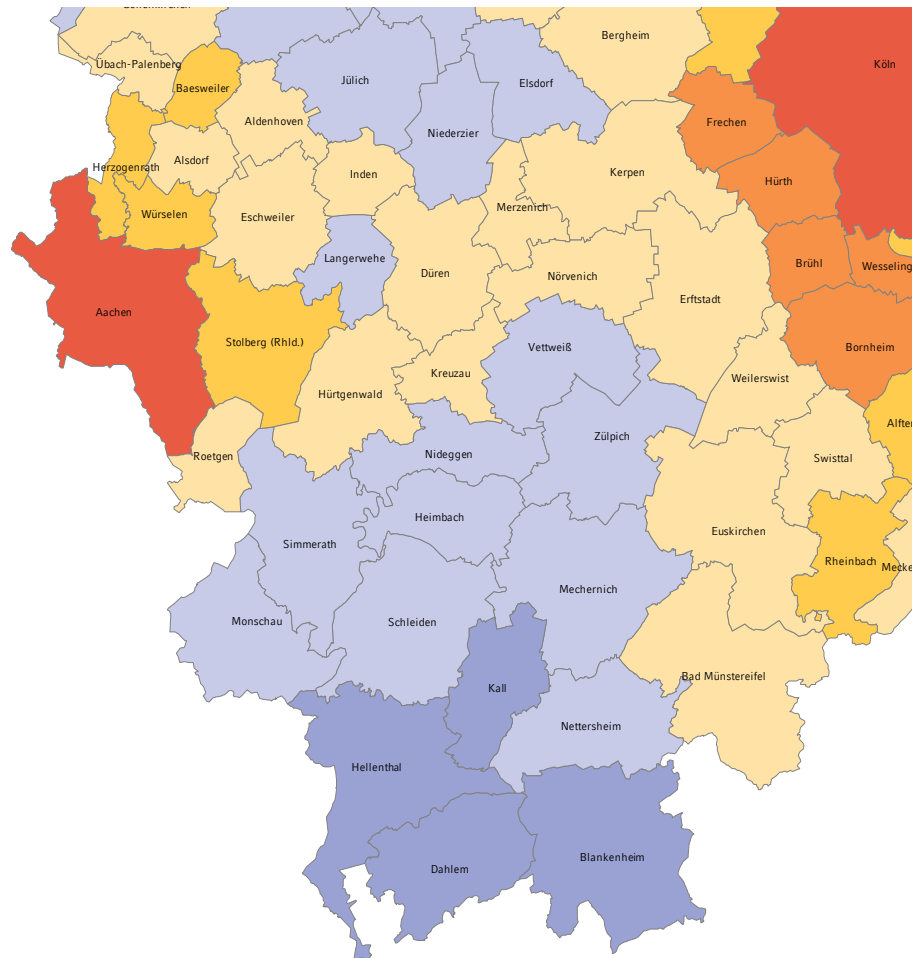 Bergheim
Köln
Übach-Palenberg
Jülich
Elsdorf
Baesweiler
Aldenhoven
Frechen
Niederzier
Alsdorf
Herzogenrath
Inden
Kerpen
Hürth
Merzenich
Würselen
Eschweiler
Langerwehe
Brühl
Wesseling
Düren
Nörvenich
Erftstadt
Aachen
Stolberg (Rhld.)
Vettweiß
Bornheim
Kreuzau
Weilerswist
Hürtgenwald
Alfter
Zülpich
Roetgen
Nideggen
Swisttal
Heimbach
Euskirchen
Simmerath
Rheinbach
Mecke
Mechernich
Monschau
Schleiden
Bad Münstereifel
Kall
Nettersheim
Hellenthal
Blankenheim
Dahlem